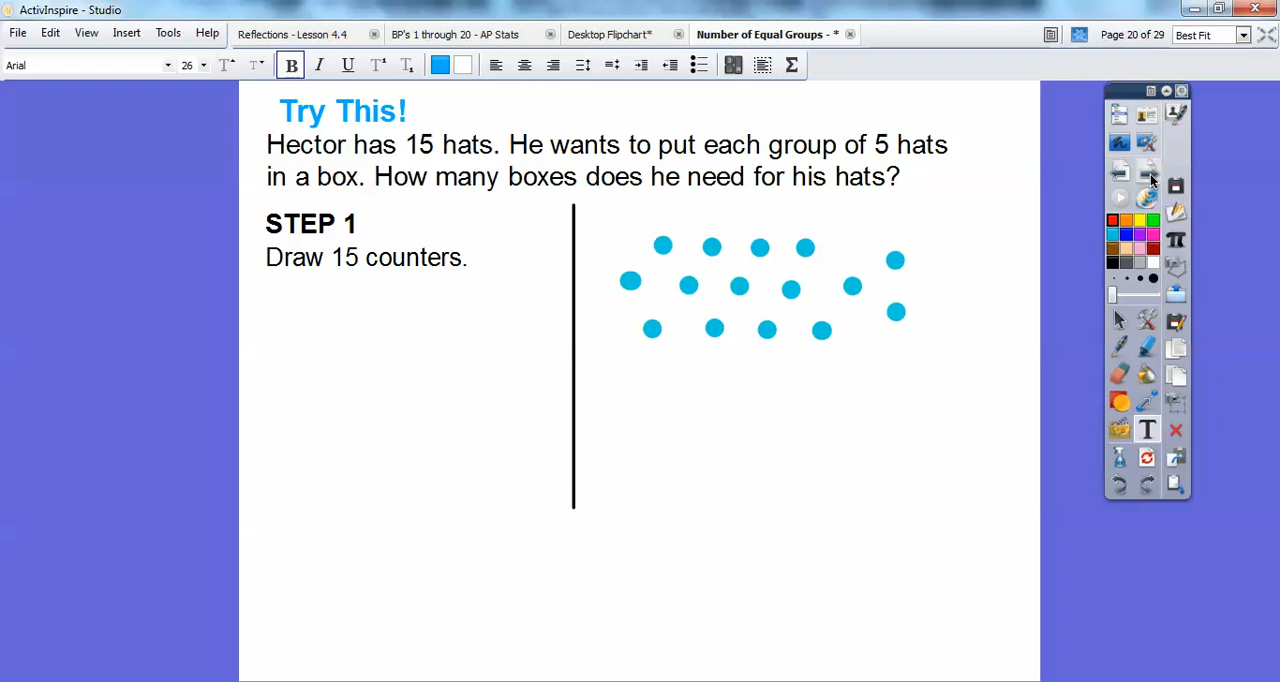 ActivInspire - Studio
File Edit View Insert Tools Help
Reflections - Lesson 4.4
BP's 1 through 20 - AP Stats
Desktop Flipchart*
Number of Equal Groups - *
Page 20 of 29
Best Fit
Arial
26
Try This!
Hector has 15 hats. He wants to put each group of 5 hats
in a box. How many boxes does he need for his hats?
STEP 1
Draw 15 counters.